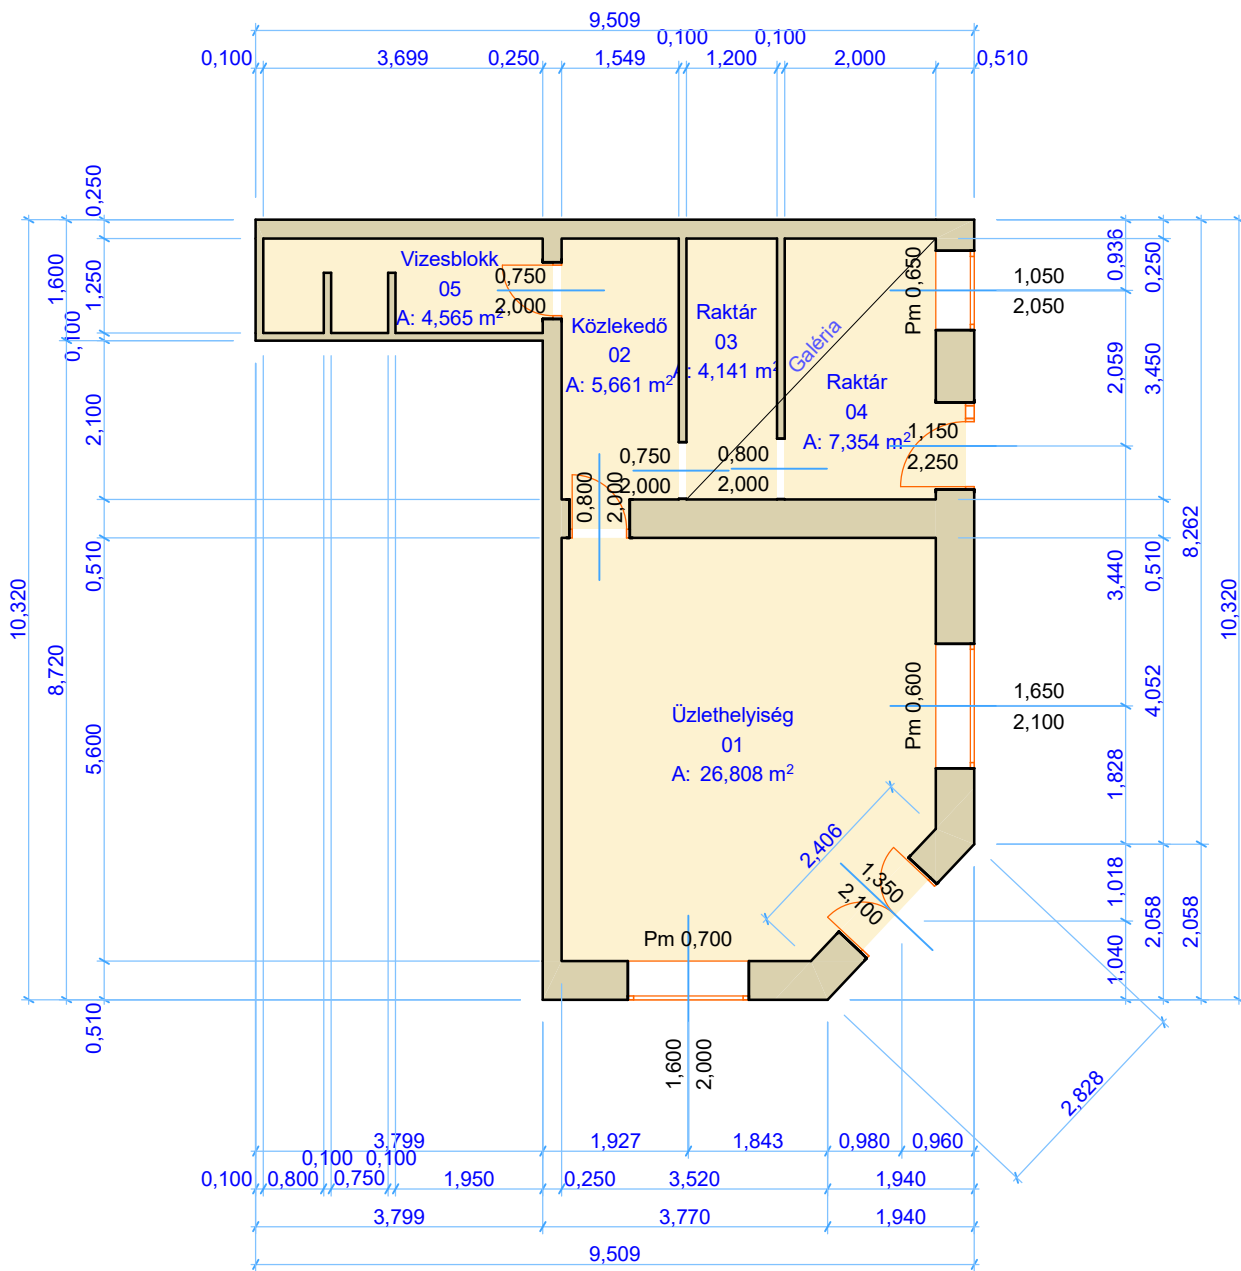 9,509
0,100 0,100
0,100 3,699 0,250 1,549 1,200 2,000 0,510
0,250
1,600
1,250
0,100
2,100
0,510
10,320
8,720
5,600
0,510
Vizesblokk
05
A: 4,565 m²
0,750
2,000
Közlekedő
02
A: 5,661 m²
Raktár
03
A: 4,141 m²
Galéria
Raktár
04
A: 7,354 m²
Pm 0,650
1,050
2,050
1,150
2,250
0,750
2,000
0,800
2,000
0,800
2,000
Üzlethelyiség
01
A: 26,808 m²
Pm 0,600
1,650
2,100
2,406
1,350
2,100
Pm 0,700
1,600
2,000
0,936
0,250
2,059
3,450
3,440
0,510
8,262
10,320
4,052
1,828
1,018
2,058
2,058
1,040
2,828
3,799 1,927 1,843 0,980 0,960
0,100 0,100
0,100 0,800 0,750 1,950 0,250 3,520 1,940
3,799 3,770 1,940
9,509